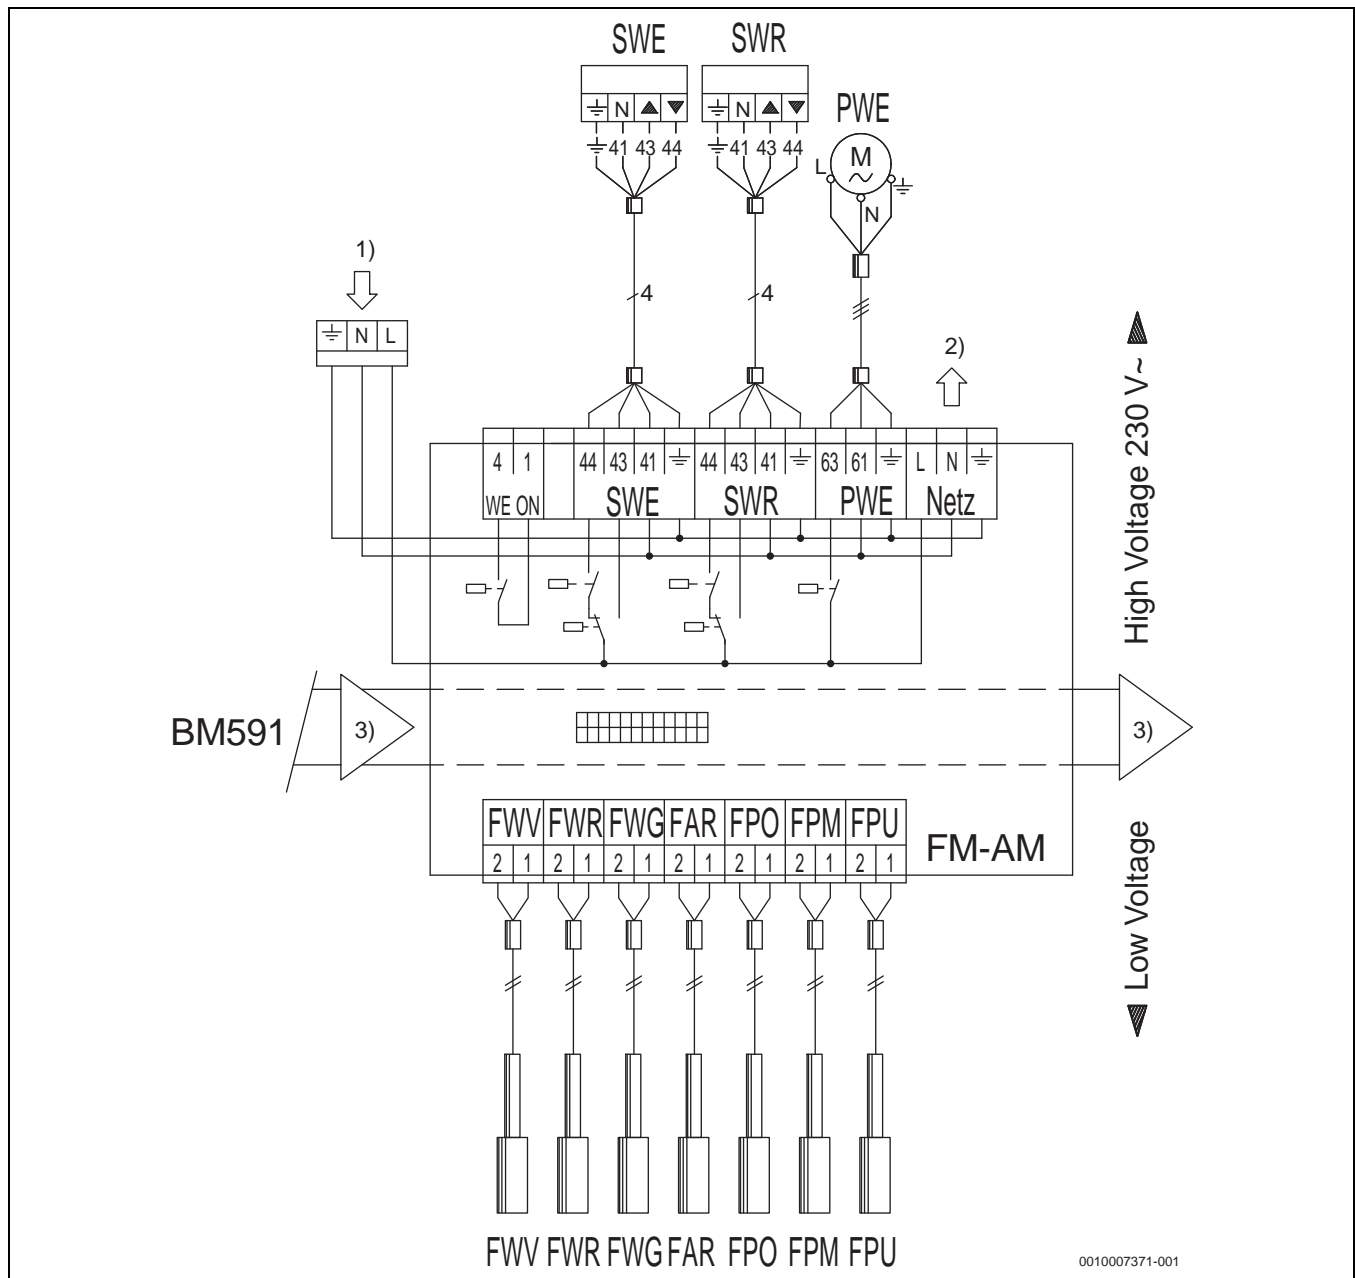 SWE SWR
N N
PWE
41 43 44 41 43 44
L M
N
1)
4 4
N L
2)
High Voltage 230 V~
4 1 44 43 41 44 43 41 63 61 L N
WE ON SWE SWR PWE Netz
BM591
3) 3)
FWV FWR FWG FAR FPO FPM FPU
2 1 2 1 2 1 2 1 2 1 2 1 2 1
FM-AM
Low Voltage
FWV FWR FWG FAR FPO FPM FPU
0010007371-001